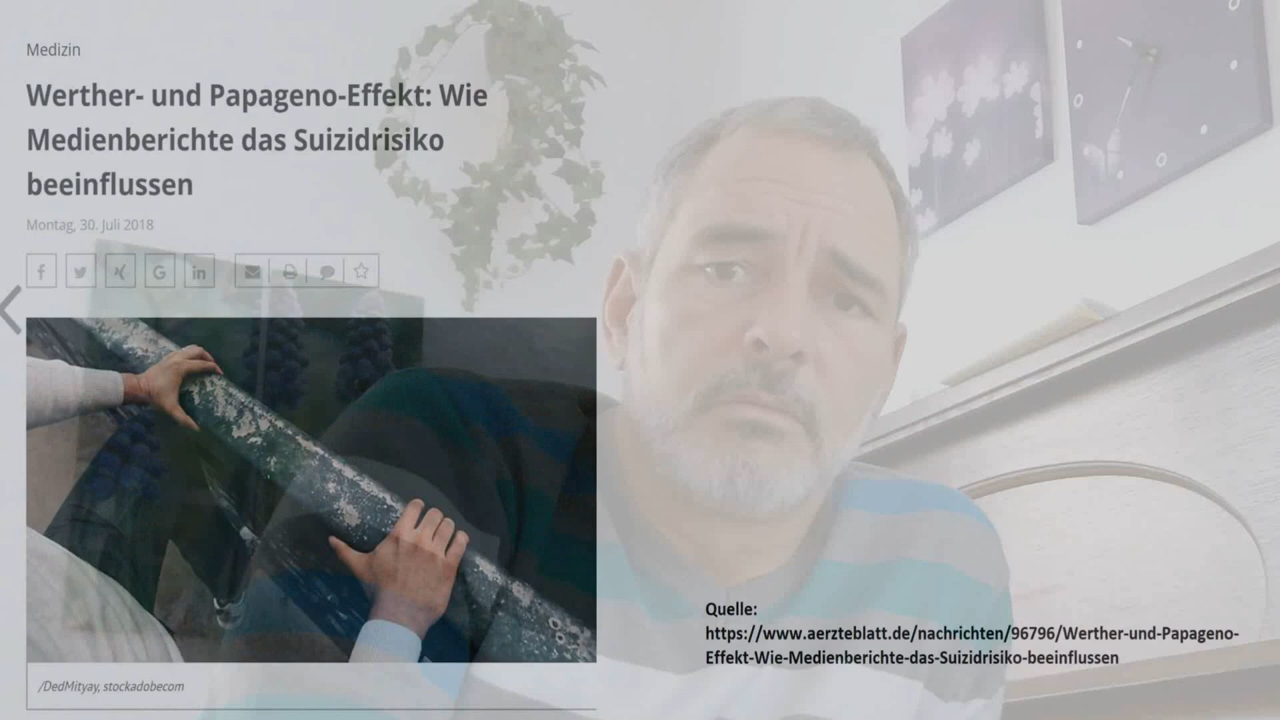 Medizin
Werther- und Papageno-Effekt: Wie
Medienberichte das Suizidrisiko
beeinflussen
Montag, 30. Juli 2018
/DedMityay, stockadobecom
Quelle:
https://www.aerzteblatt.de/nachrichten/96796/Werther-und-Papageno-
Effekt-Wie-Medienberichte-das-Suizidrisiko-beeinflussen